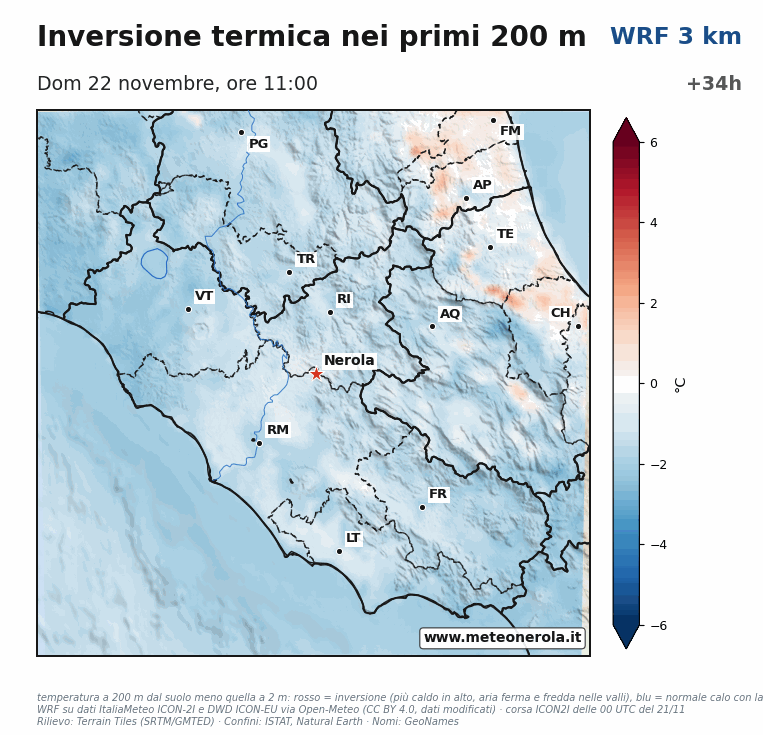 Inversione termica nei primi 200 m WRF 3 km
Dom 22 novembre, ore 11:00 +34h
FM
PG
AP
TE
TR
VT
RI
AQ
CH
Nerola
RM
FR
LT
www.meteonerola.it
6
4
2
0
−2
−4
−6
°C
temperatura a 200 m dal suolo meno quella a 2 m: rosso = inversione (più caldo in alto, aria ferma e fredda nelle valli), blu = normale calo con la
WRF su dati ItaliaMeteo ICON-2I e DWD ICON-EU via Open-Meteo (CC BY 4.0, dati modificati) · corsa ICON2I delle 00 UTC del 21/11
Rilievo: Terrain Tiles (SRTM/GMTED) · Confini: ISTAT, Natural Earth · Nomi: GeoNames